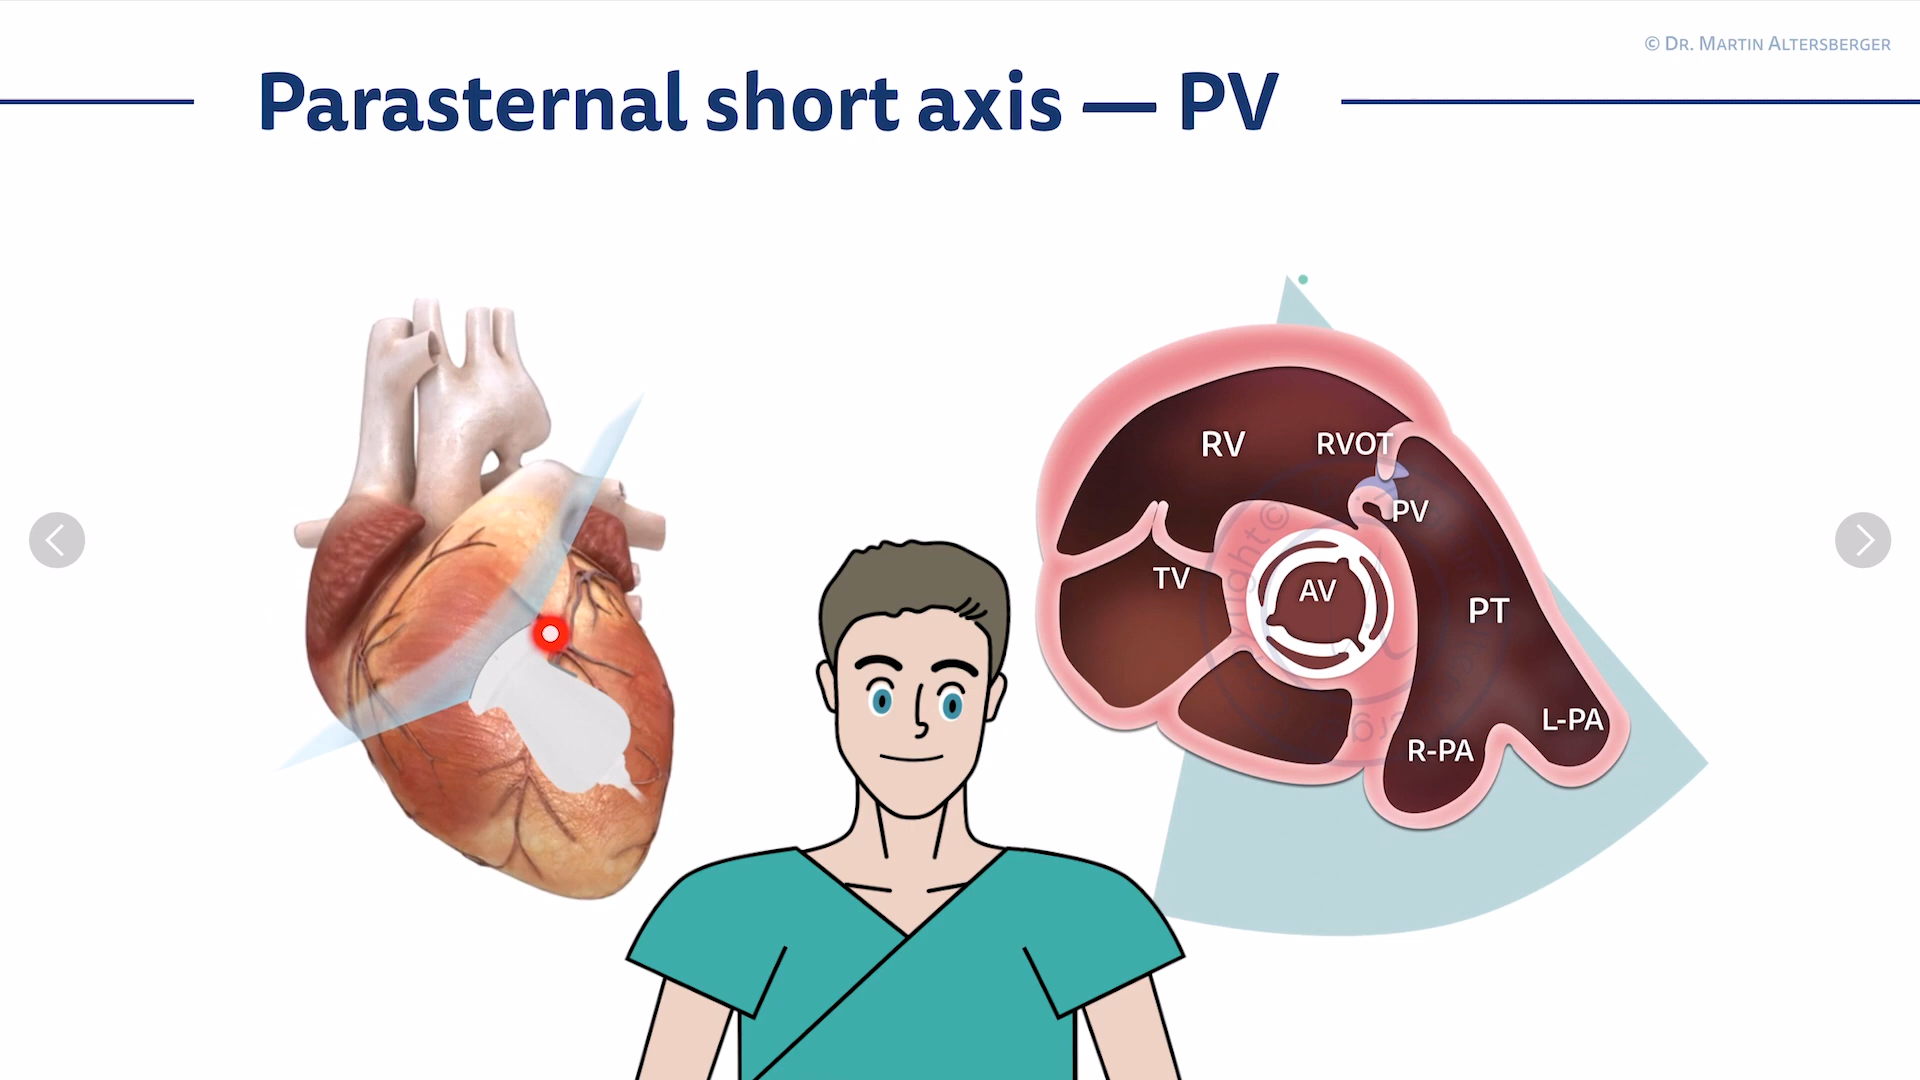 © Dr. Martin Altersberger
Parasternal short axis — PV
RV
RVOT
PV
TV
AV
PT
L-PA
R-PA